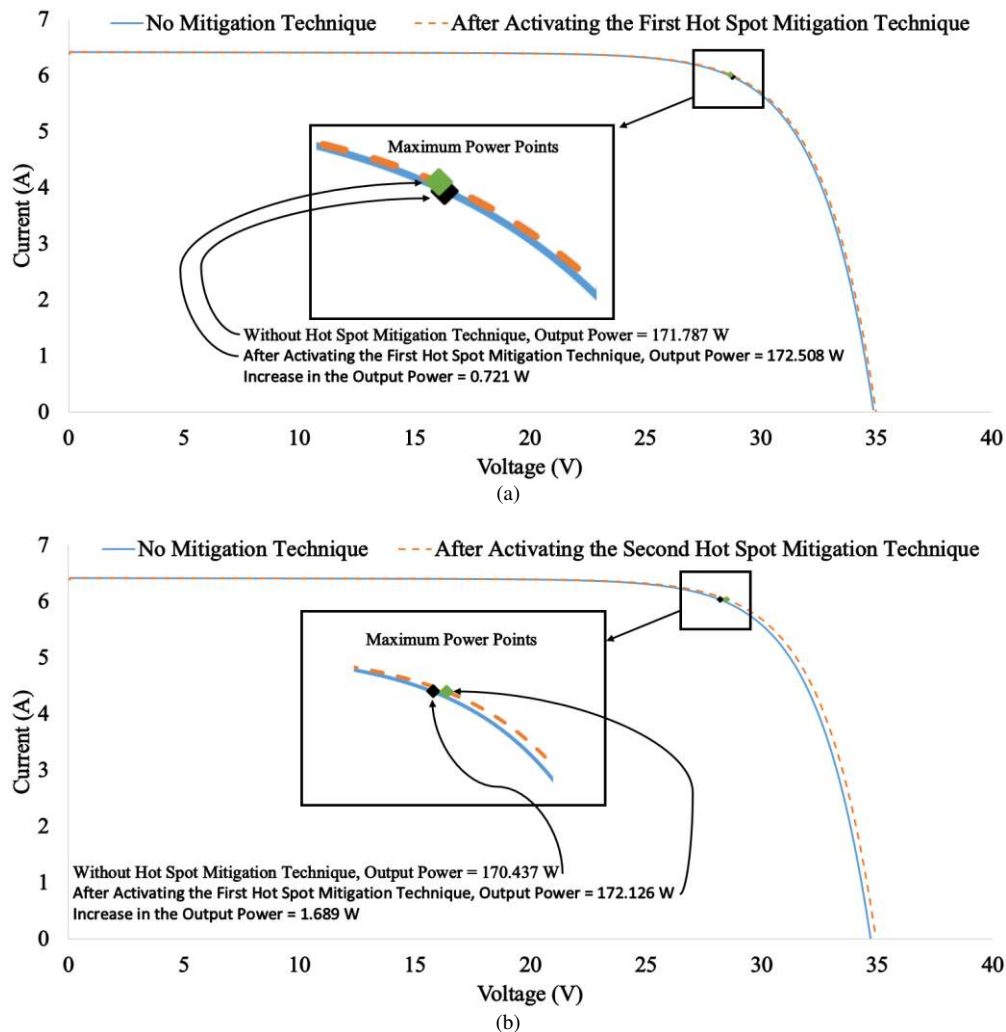 7
No Mitigation Technique
After Activating the First Hot Spot Mitigation Technique
6
5
Maximum Power Points
4
Current (A)
3
2
Without Hot Spot Mitigation Technique, Output Power = 171.787 W
1
After Activating the First Hot Spot Mitigation Technique, Output Power = 172.508 W
Increase in the Output Power = 0.721 W
0
0 5 10 15 20 25 30 35 40
Voltage (V)
(a)
7
No Mitigation Technique
After Activating the Second Hot Spot Mitigation Technique
6
5
Maximum Power Points
4
Current (A)
3
2
Without Hot Spot Mitigation Technique, Output Power = 170.437 W
1
After Activating the First Hot Spot Mitigation Technique, Output Power = 172.126 W
Increase in the Output Power = 1.689 W
0
0 5 10 15 20 25 30 35 40
Voltage (V)
(b)